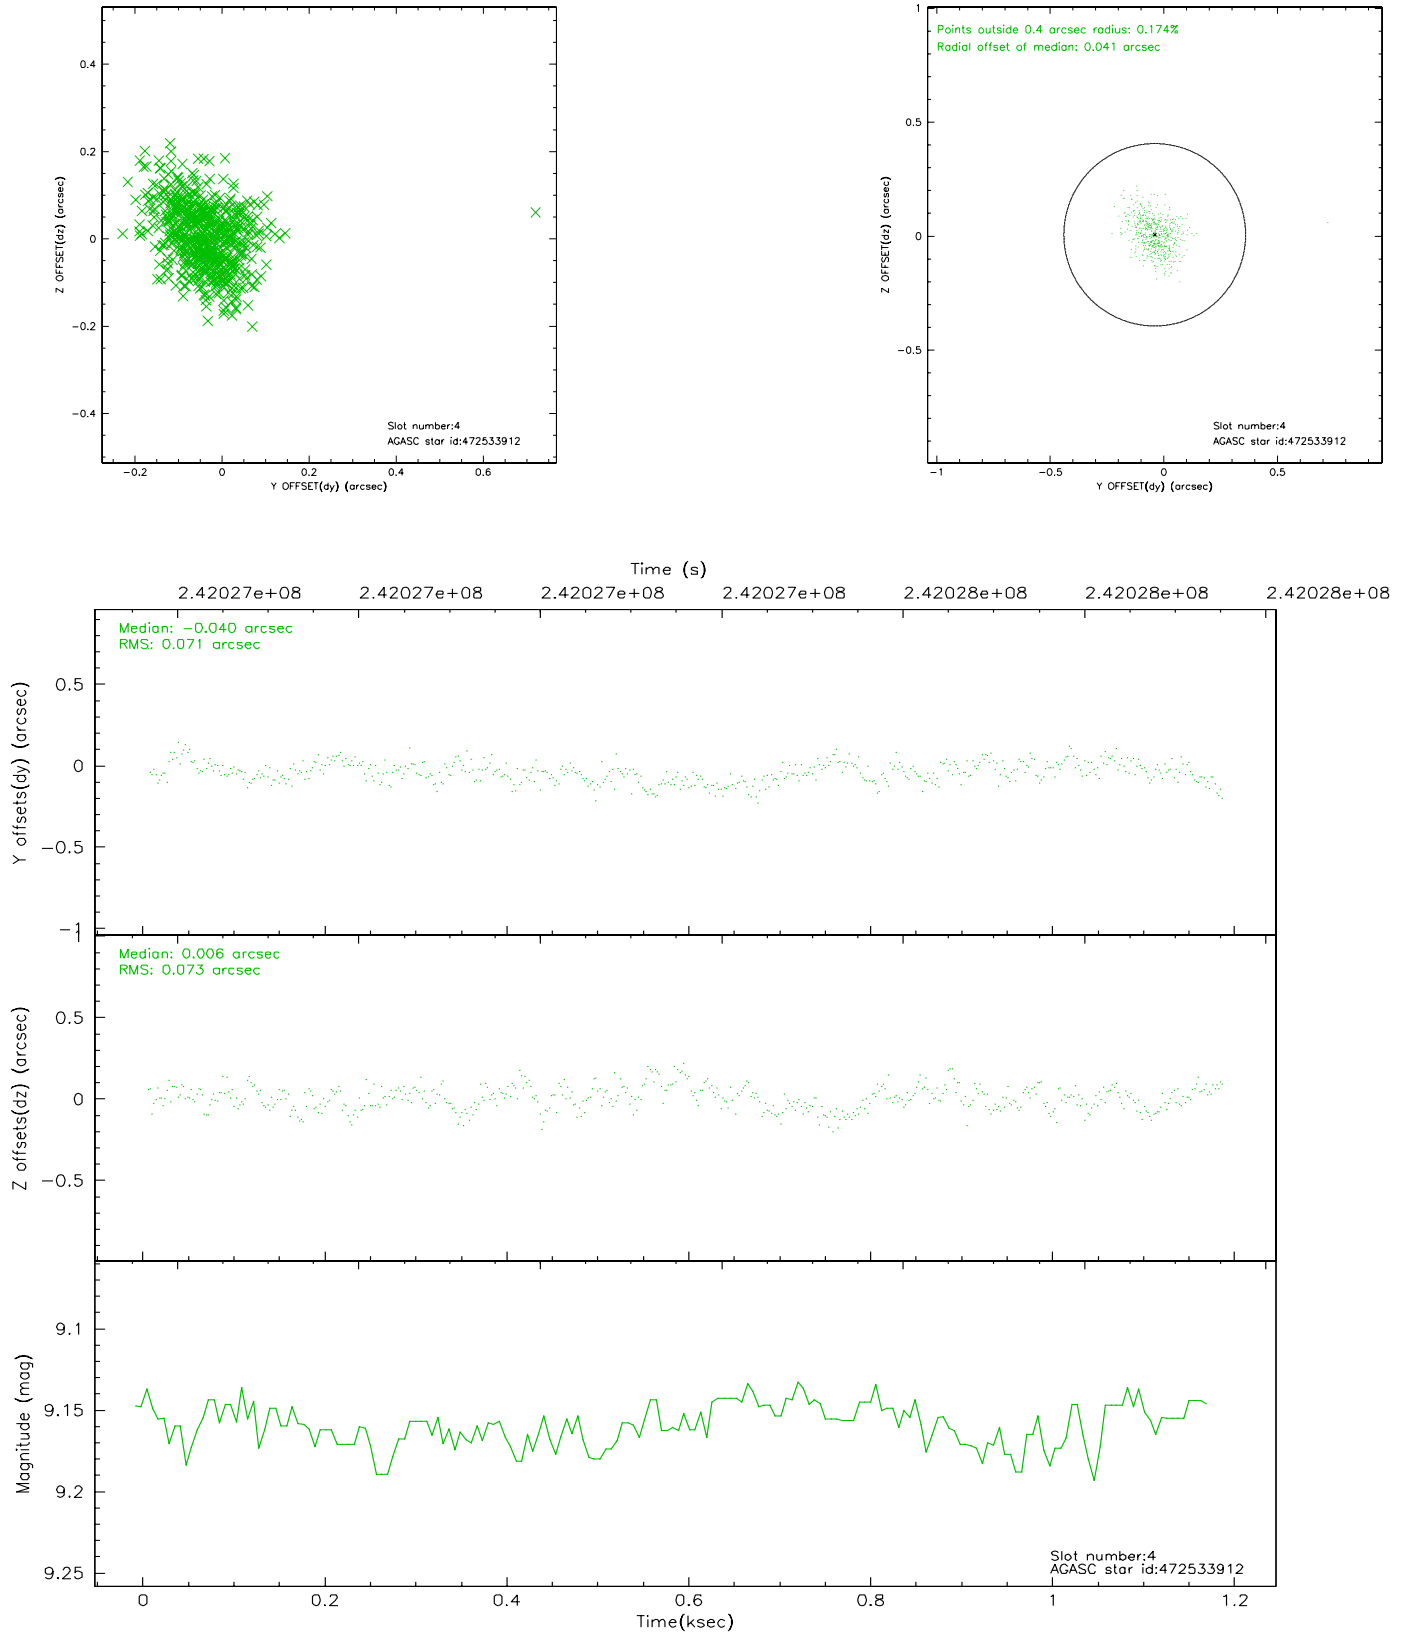 0.4
0.2
0
−0.2
−0.4
Z OFFSET(dz) (arcsec)
Slot number:4
AGASC star id:472533912
−0.2 0 0.2 0.4 0.6
Y OFFSET(dy) (arcsec)
Points outside 0.4 arcsec radius: 0.174%
Radial offset of median: 0.041 arcsec
1
0.5
0
−0.5
Z OFFSET(dz) (arcsec)
Slot number:4
AGASC star id:472533912
−1 −0.5 0 0.5
Y OFFSET(dy) (arcsec)
Time (s)
2.42027e+08 2.42027e+08 2.42027e+08 2.42027e+08 2.42028e+08 2.42028e+08 2.42028e+08
Median: −0.040 arcsec
RMS: 0.071 arcsec
0.5
0
−0.5
−1
Y offsets(dy) (arcsec)
1
Median: 0.006 arcsec
RMS: 0.073 arcsec
0.5
0
−0.5
Z offsets(dz) (arcsec)
9.1
9.15
9.2
9.25
Magnitude (mag)
Slot number:4
AGASC star id:472533912
0 0.2 0.4 0.6 0.8 1 1.2
Time(ksec)